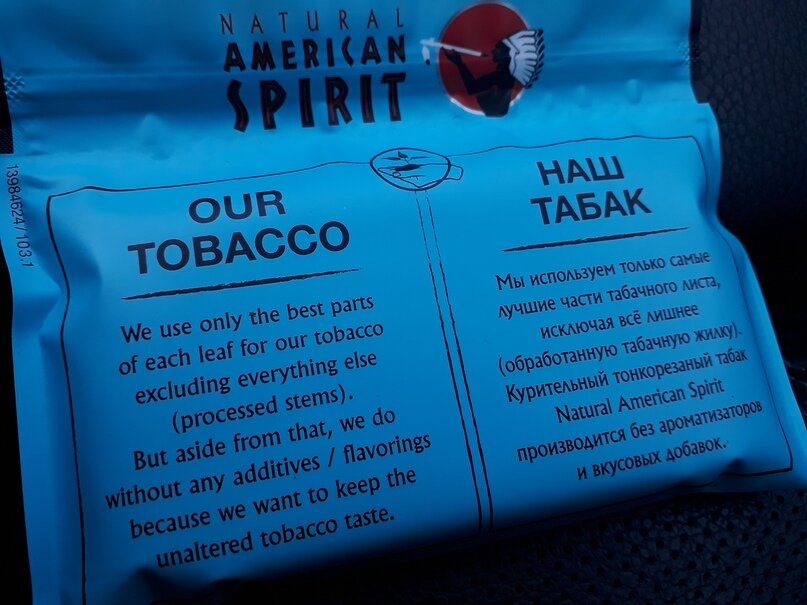 NATURAL
AMERICAN
SPIRIT
13984624/103.1
OUR
TOBACCO
We use only the best parts
of each leaf for our tobacco
excluding everything else
(processed stems).
But aside from that, we do
without any additives / flavorings
because we want to keep the
unaltered tobacco taste.
НАШ
ТАБАК
Мы используем только самые
лучшие части табачного листа,
исключая всё лишнее
(обработанную табачную жилку).
Курительный тонкорезаный табак
Natural American Spirit
производится без ароматизаторов
и вкусовых добавок.